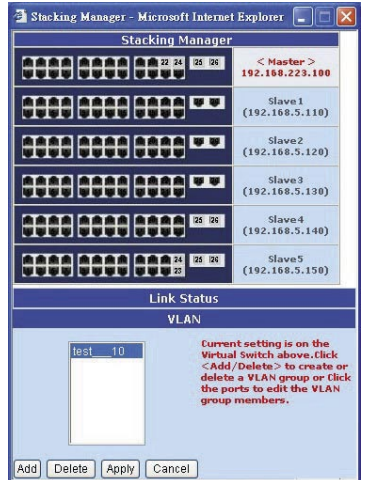 Stacking Manager - Microsoft Internet Explorer
Stacking Manager
22 24 25 26
< Master >
192.168.223.100
Slave1
(192.168.5.110)
Slave2
(192.168.5.120)
Slave3
(192.168.5.130)
25 26
Slave4
(192.168.5.140)
24 25 26
23
Slave5
(192.168.5.150)
Link Status
VLAN
test___10
Current setting is on the
Virtual Switch above.Click
<Add/Delete> to create or
delete a VLAN group or Click
the ports to edit the VLAN
group members.
Add Delete Apply Cancel